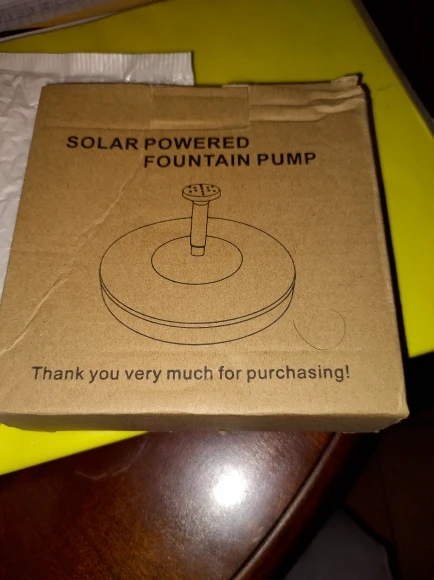 SOLAR POWERED
FOUNTAIN PUMP
Thank you very much for purchasing!